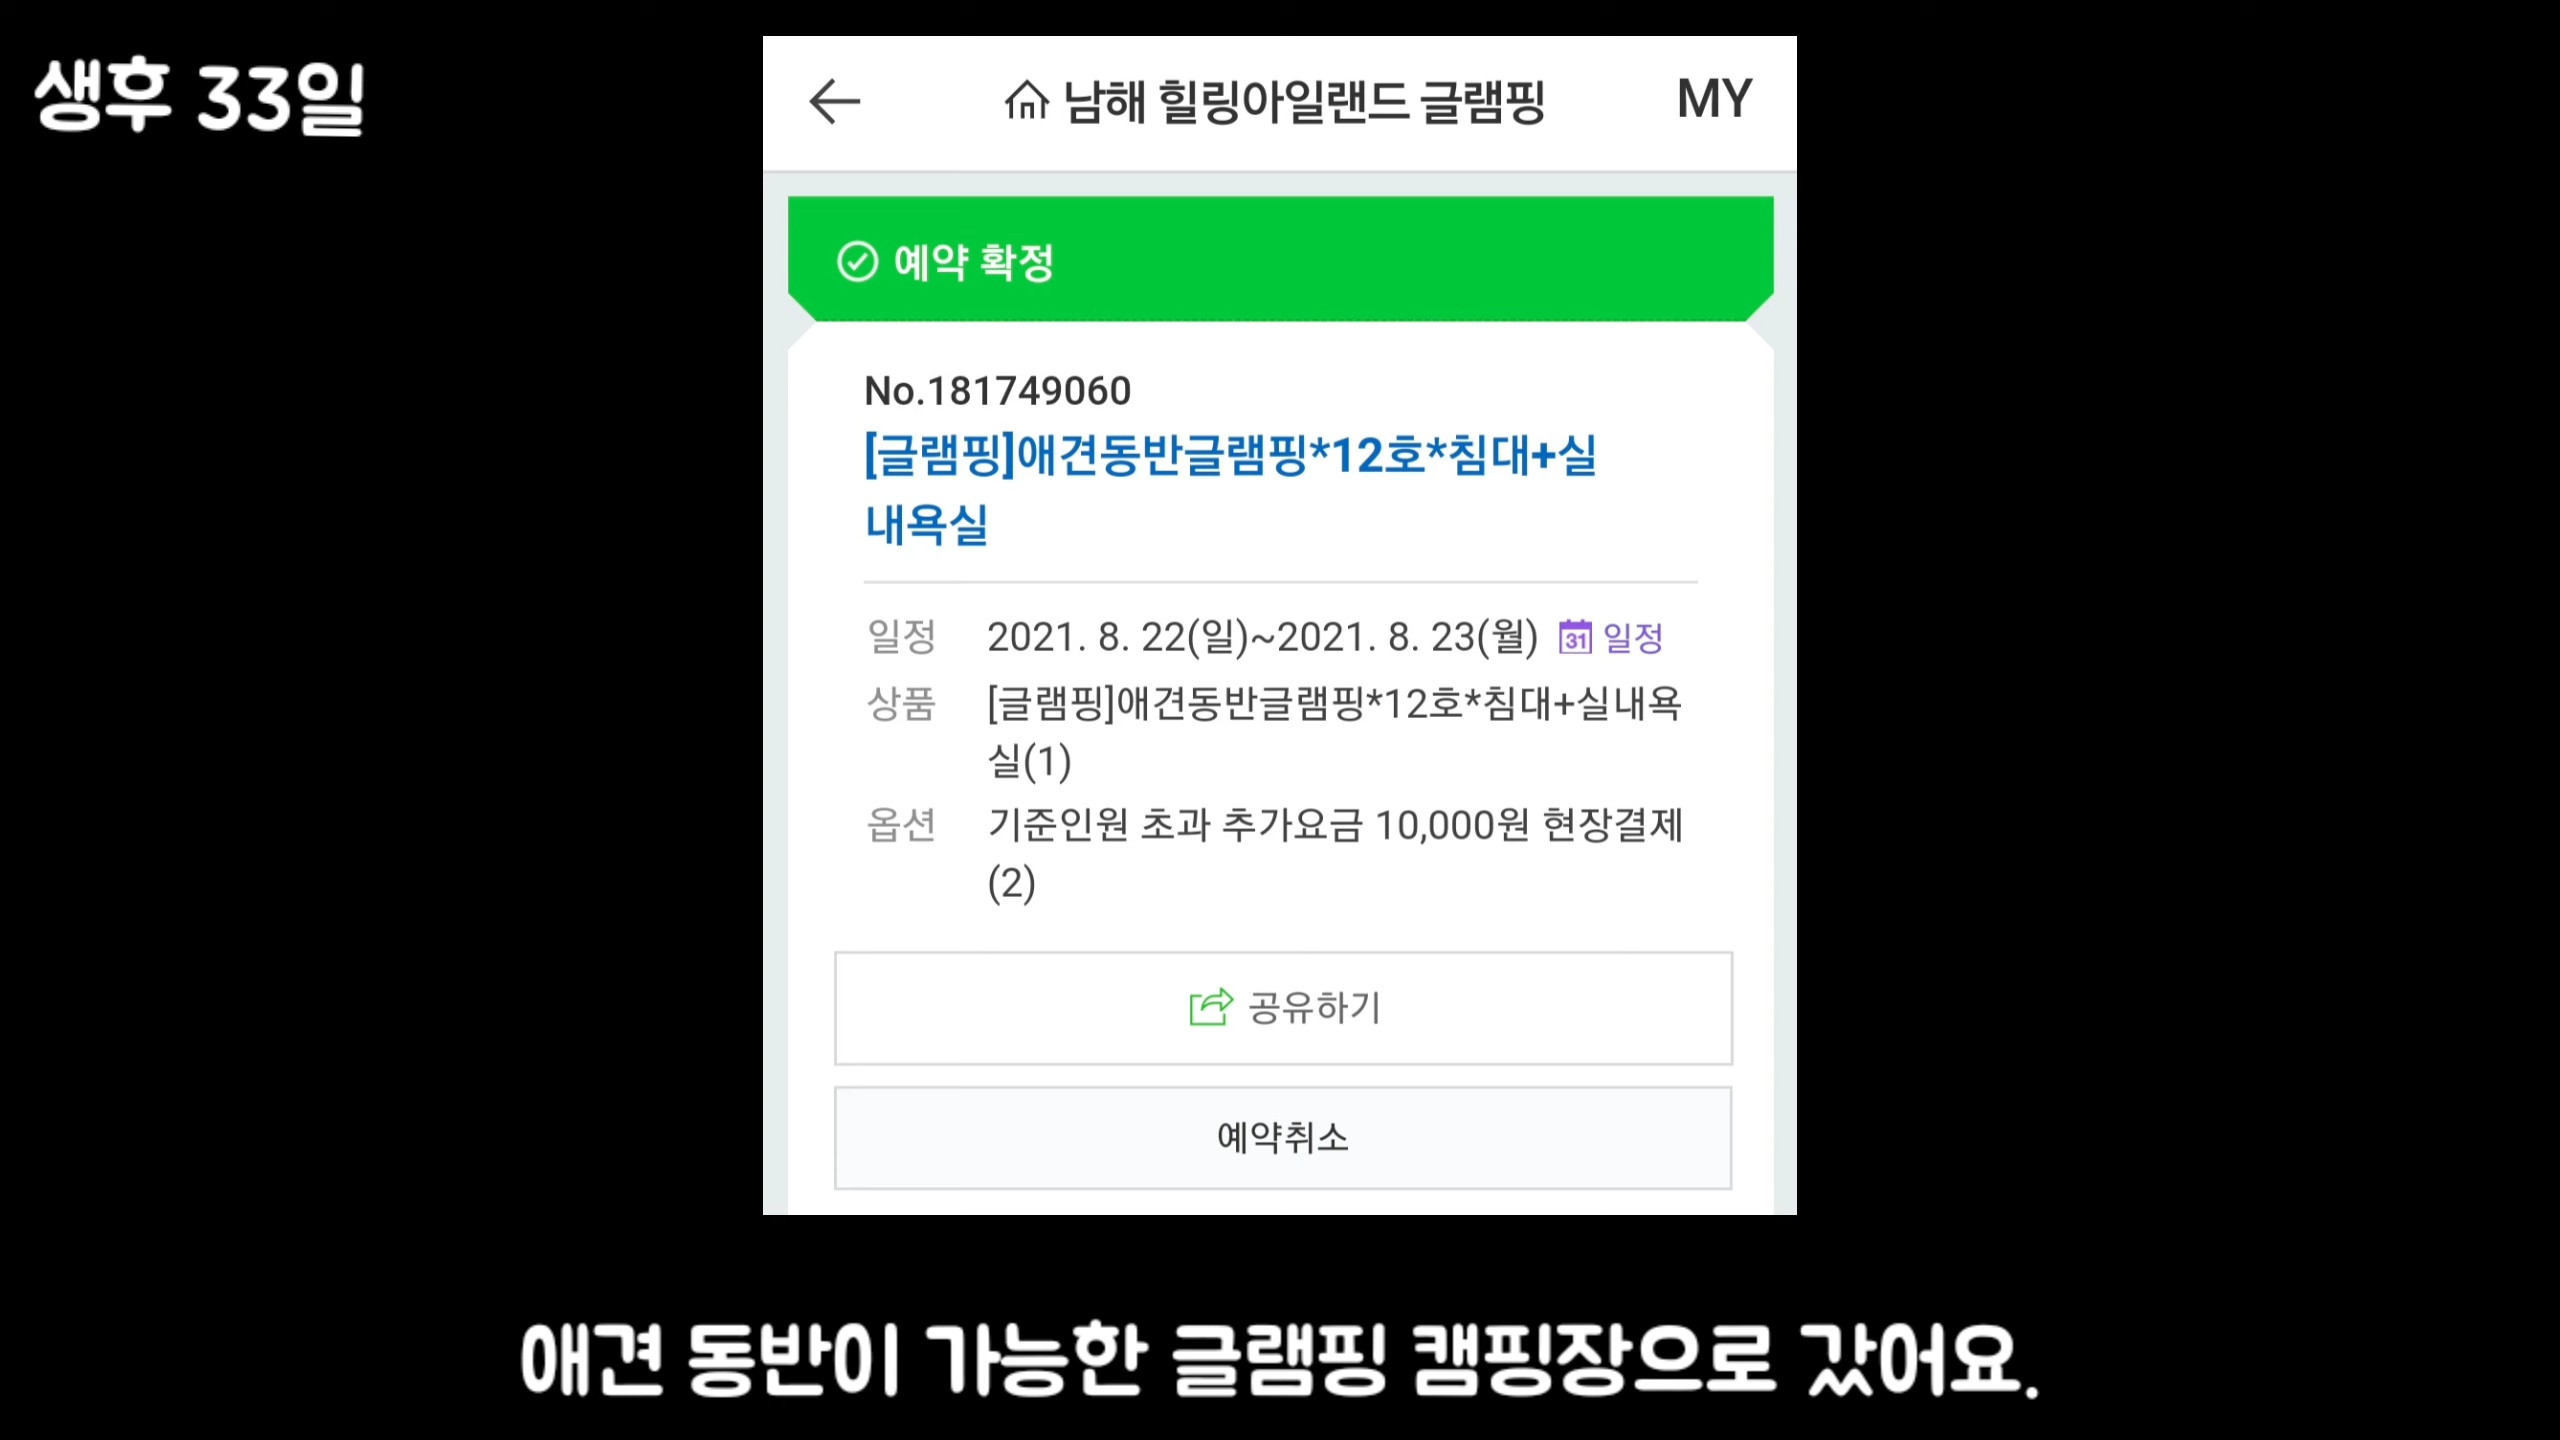 생후 33일
남해 힐링아일랜드 글램핑
MY
예약 확정
No.181749060
[글램핑]애견동반글램핑*12호*침대+실
내욕실
일정 2021. 8. 22(일)~2021. 8. 23(월) 31 일정
상품 [글램핑]애견동반글램핑*12호*침대+실내욕
실(1)
옵션 기준인원 초과 추가요금 10,000원 현장결제
(2)
공유하기
예약취소
애견 동반이 가능한 글램핑 캠핑장으로 갔어요.